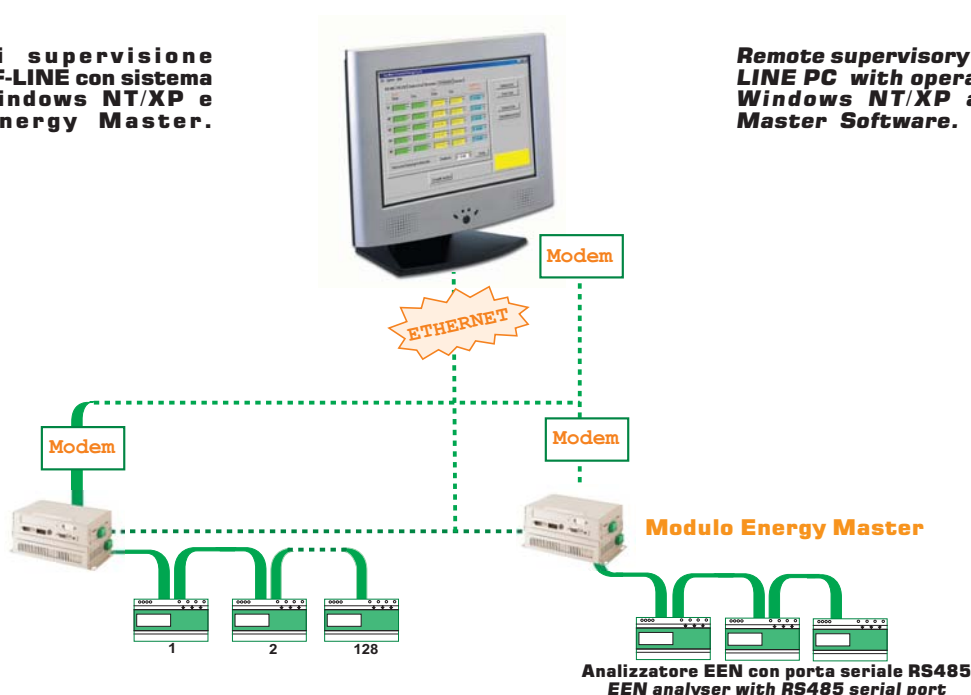 i supervisione
F-LINE con sistema
indows NT/XP e
nergy Master.
Remote supervisory
LINE PC with opera
Windows NT/XP a
Master Software.
Modem
ETHERNET
Modem
Modem
Modulo Energy Master
1
2
128
Analizzatore EEN con porta seriale RS485
EEN analyser with RS485 serial port